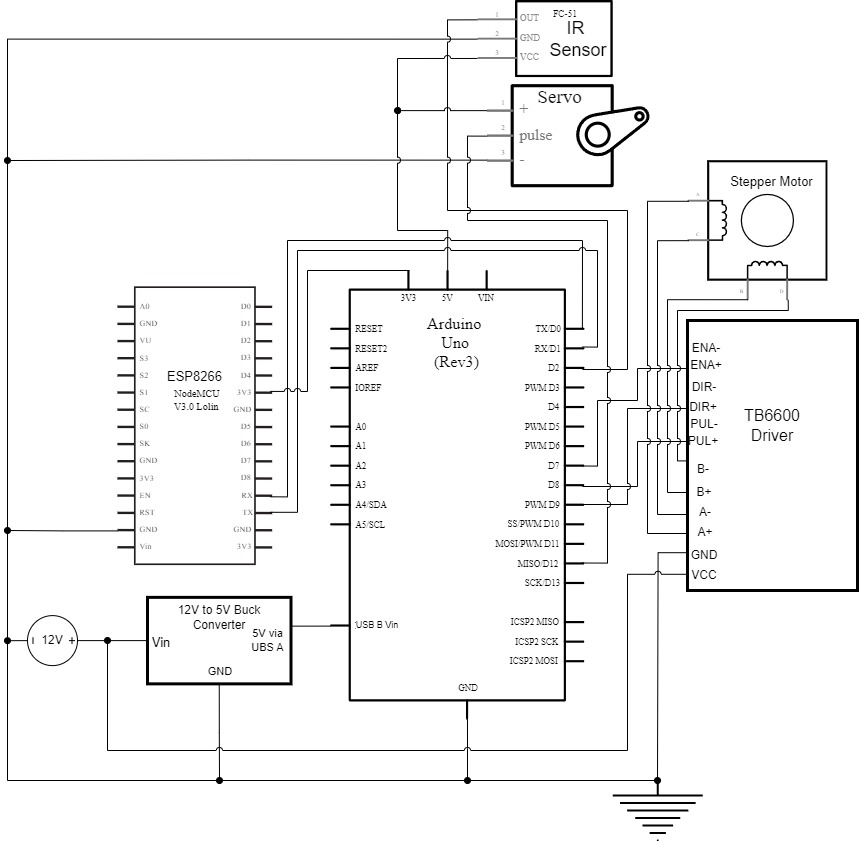 1 OUT FC-51
IR
Sensor
2 GND
3 VCC
Servo
1 +
2 pulse
3 -
Stepper Motor
A
C
B D
ESP8266
NodeMCU
V3.0 Lolin
A0 D0
GND D1
VU D2
S3 D3
S2 D4
S1 3V3
SC GND
S0 D5
SK D6
GND D7
3V3 D8
EN RX
RST TX
GND GND
Vin 3V3
3V3 5V VIN
Arduino
Uno
(Rev3)
RESET TX/D0
RESET2 RX/D1
AREF D2
IOREF PWM D3
D4
A0 PWM D5
A1 PWM D6
A2 D7
A3 D8
A4/SDA PWM D9
A5/SCL SS/PWM D10
MOSI/PWM D11
MISO/D12
SCK/D13
USB B Vin ICSP2 MISO
ICSP2 SCK
ICSP2 MOSI
GND
TB6600
Driver
ENA-
ENA+
DIR-
DIR+
PUL-
PUL+
B-
B+
A-
A+
GND
VCC
12V to 5V Buck
Converter
Vin
5V via
UBS A
GND
- 12V +